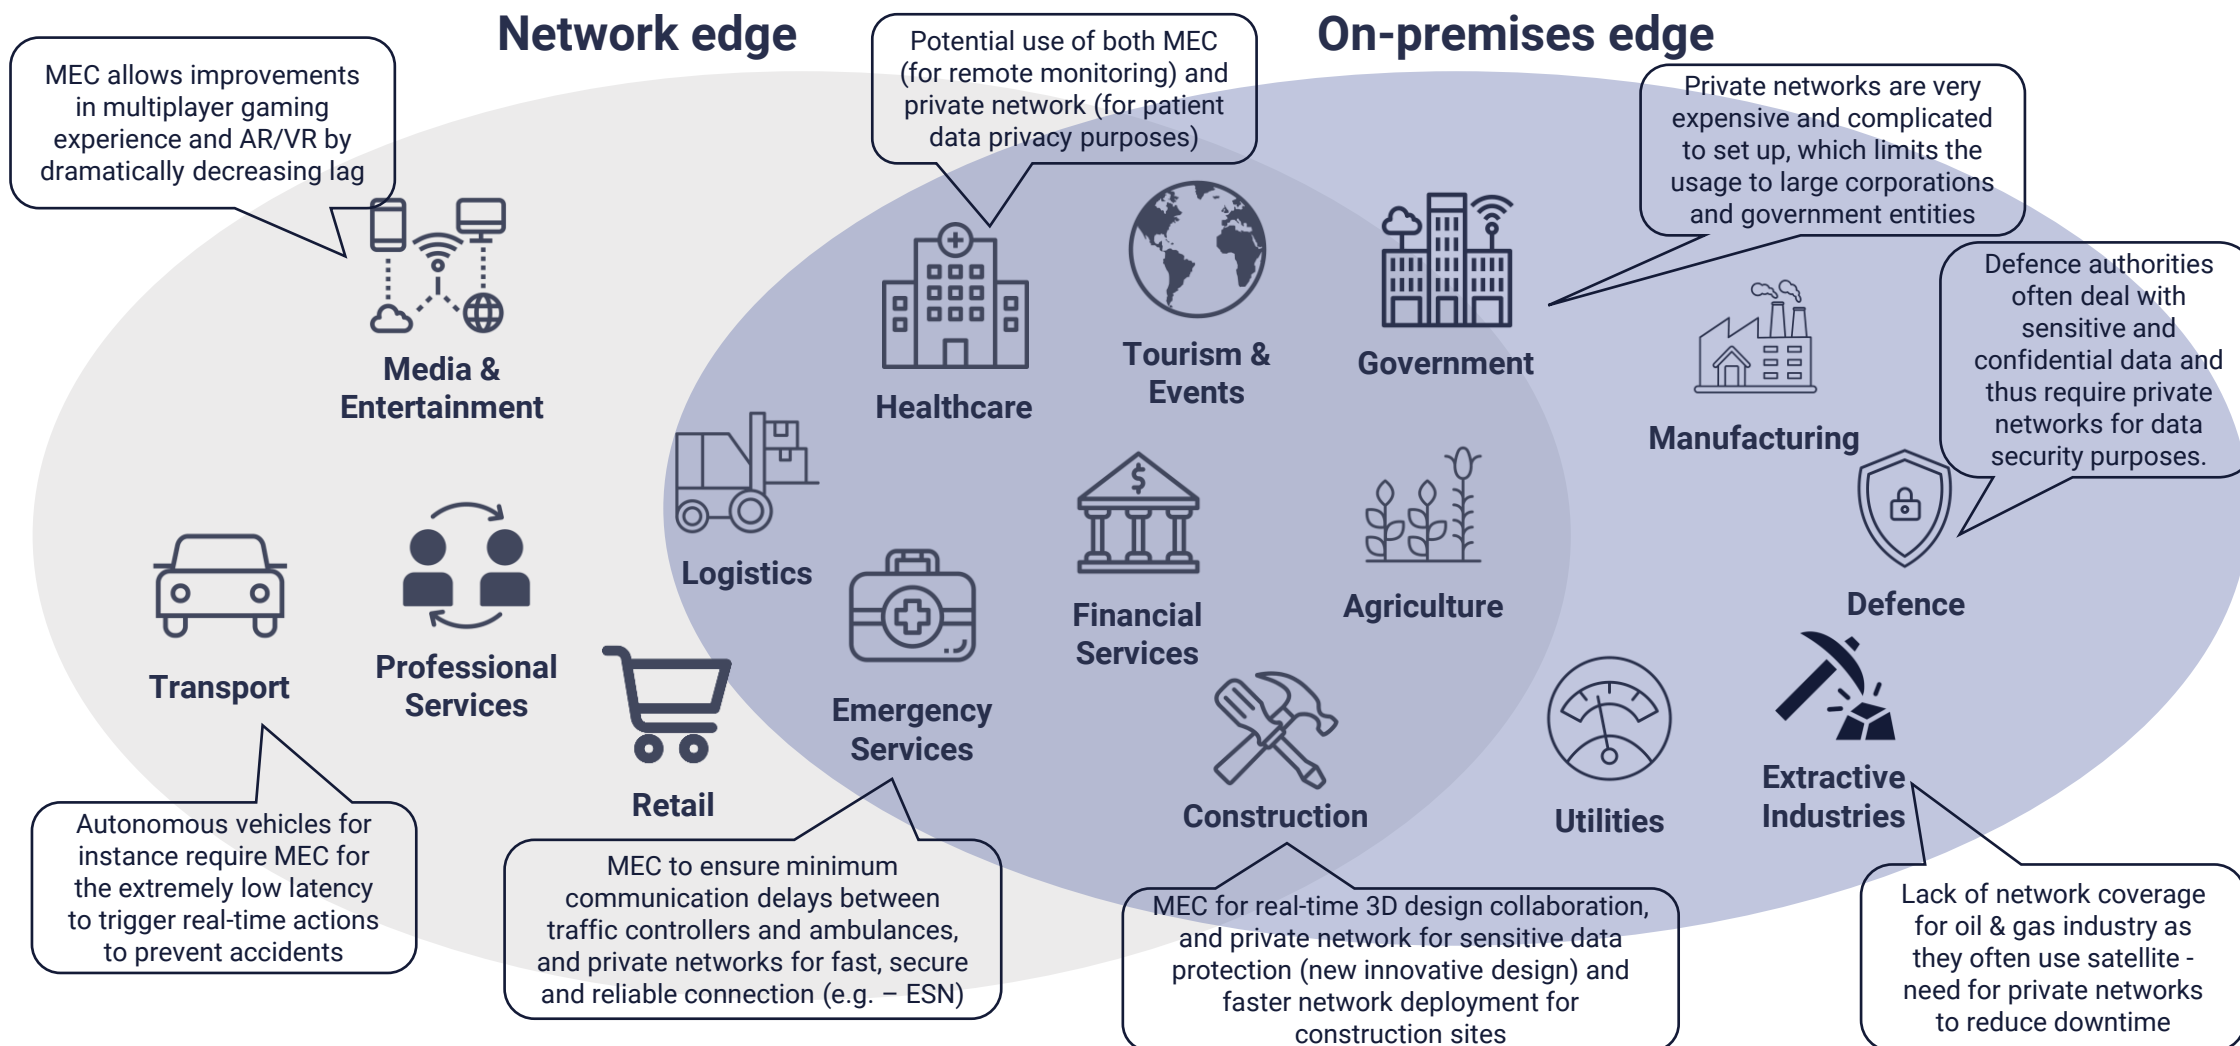 Network edge
On-premises edge
MEC allows improvements
in multiplayer gaming
experience and AR/VR by
dramatically decreasing lag
Potential use of both MEC
(for remote monitoring) and
private network (for patient
data privacy purposes)
Private networks are very
expensive and complicated
to set up, which limits the
usage to large corporations
and government entities
Defence authorities
often deal with
sensitive and
confidential data and
thus require private
networks for data
security purposes.
Media &
Entertainment
Healthcare
Tourism &
Events
Government
Manufacturing
Logistics
Financial
Services
Agriculture
Defence
Transport
Professional
Services
Retail
Emergency
Services
Construction
Utilities
Extractive
Industries
$
Autonomous vehicles for
instance require MEC for
the extremely low latency
to trigger real-time actions
to prevent accidents
MEC to ensure minimum
communication delays between
traffic controllers and ambulances,
and private networks for fast, secure
and reliable connection (e.g. – ESN)
MEC for real-time 3D design collaboration,
and private network for sensitive data
protection (new innovative design) and
faster network deployment for
construction sites
Lack of network coverage
for oil & gas industry as
they often use satellite -
need for private networks
to reduce downtime